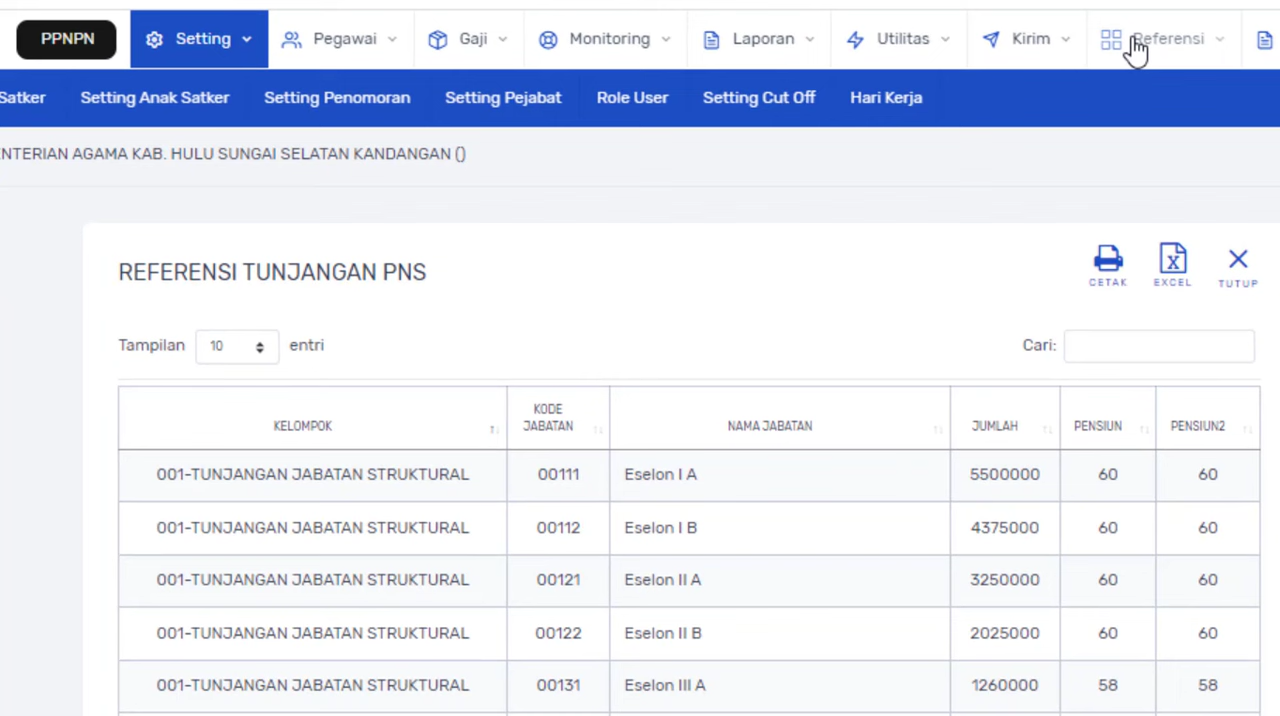 PPNPN Setting Pegawai Gaji Monitoring Laporan Utilitas Kirim Referensi
Satker Setting Anak Satker Setting Penomoran Setting Pejabat Role User Setting Cut Off Hari Kerja
ENTERIAN AGAMA KAB. HULU SUNGAI SELATAN KANDANGAN ()
REFERENSI TUNJANGAN PNS
CETAK EXCEL TUTUP
Tampilan 10 entri Cari:
KELOMPOK KODE JABATAN NAMA JABATAN JUMLAH PENSIUN PENSIUN2
001-TUNJANGAN JABATAN STRUKTURAL 00111 Eselon I A 5500000 60 60
001-TUNJANGAN JABATAN STRUKTURAL 00112 Eselon I B 4375000 60 60
001-TUNJANGAN JABATAN STRUKTURAL 00121 Eselon II A 3250000 60 60
001-TUNJANGAN JABATAN STRUKTURAL 00122 Eselon II B 2025000 60 60
001-TUNJANGAN JABATAN STRUKTURAL 00131 Eselon III A 1260000 58 58